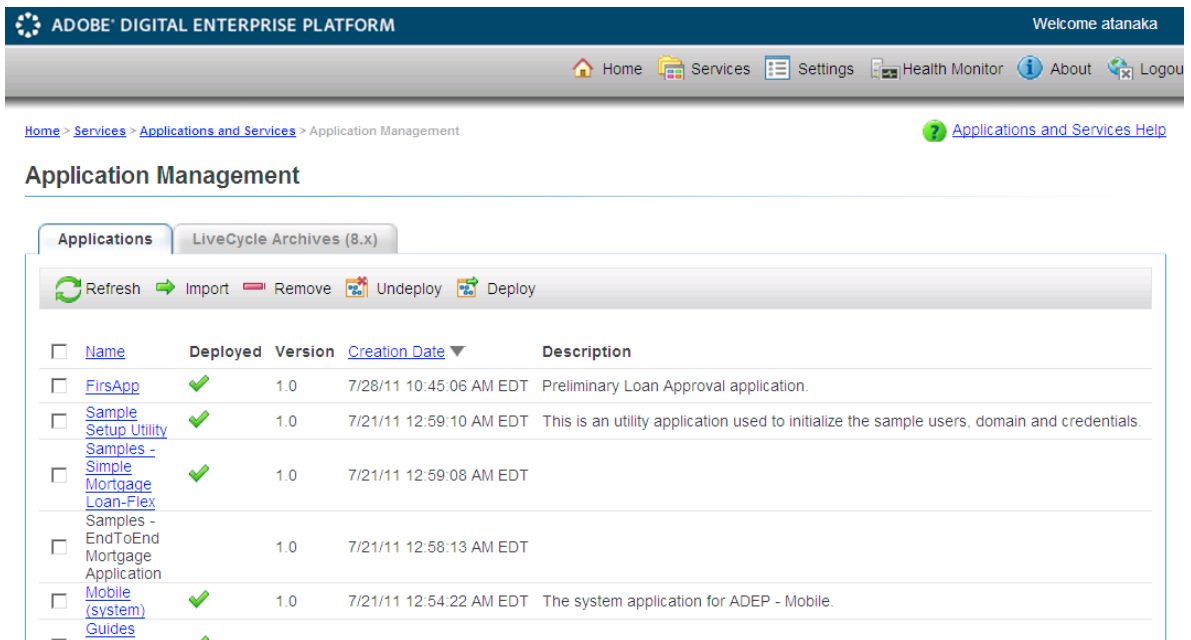 ADOBE® DIGITAL ENTERPRISE PLATFORM Welcome atanaka
Home Services Settings Health Monitor About Logou
Home > Services > Applications and Services > Application Management Applications and Services Help
Application Management
Applications LiveCycle Archives (8.x)
Refresh Import Remove Undeploy Deploy
Name Deployed Version Creation Date Description
FirsApp 1.0 7/28/11 10:45:06 AM EDT Preliminary Loan Approval application.
Sample
Setup Utility 1.0 7/21/11 12:59:10 AM EDT This is an utility application used to initialize the sample users, domain and credentials.
Samples -
Simple
Mortgage
Loan-Flex 1.0 7/21/11 12:59:08 AM EDT
Samples -
EndToEnd
Mortgage
Application 1.0 7/21/11 12:58:13 AM EDT
Mobile
(system) 1.0 7/21/11 12:54:22 AM EDT The system application for ADEP - Mobile.
Guides